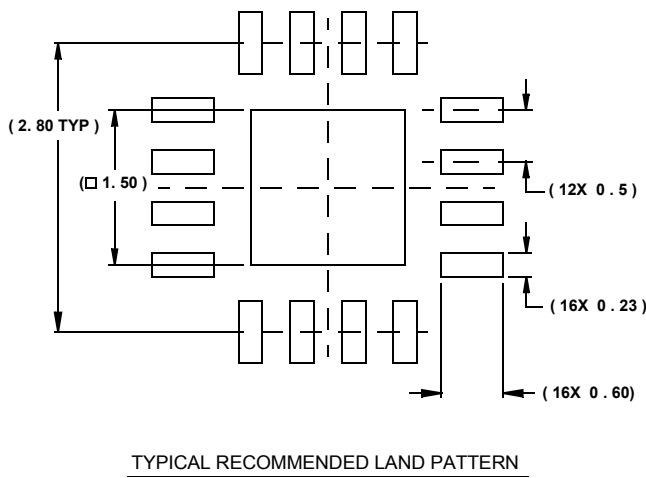 ( 2. 80 TYP )
(□ 1. 50 )
( 12X 0 . 5 )
( 16X 0 . 23 )
( 16X 0 . 60)
TYPICAL RECOMMENDED LAND PATTERN